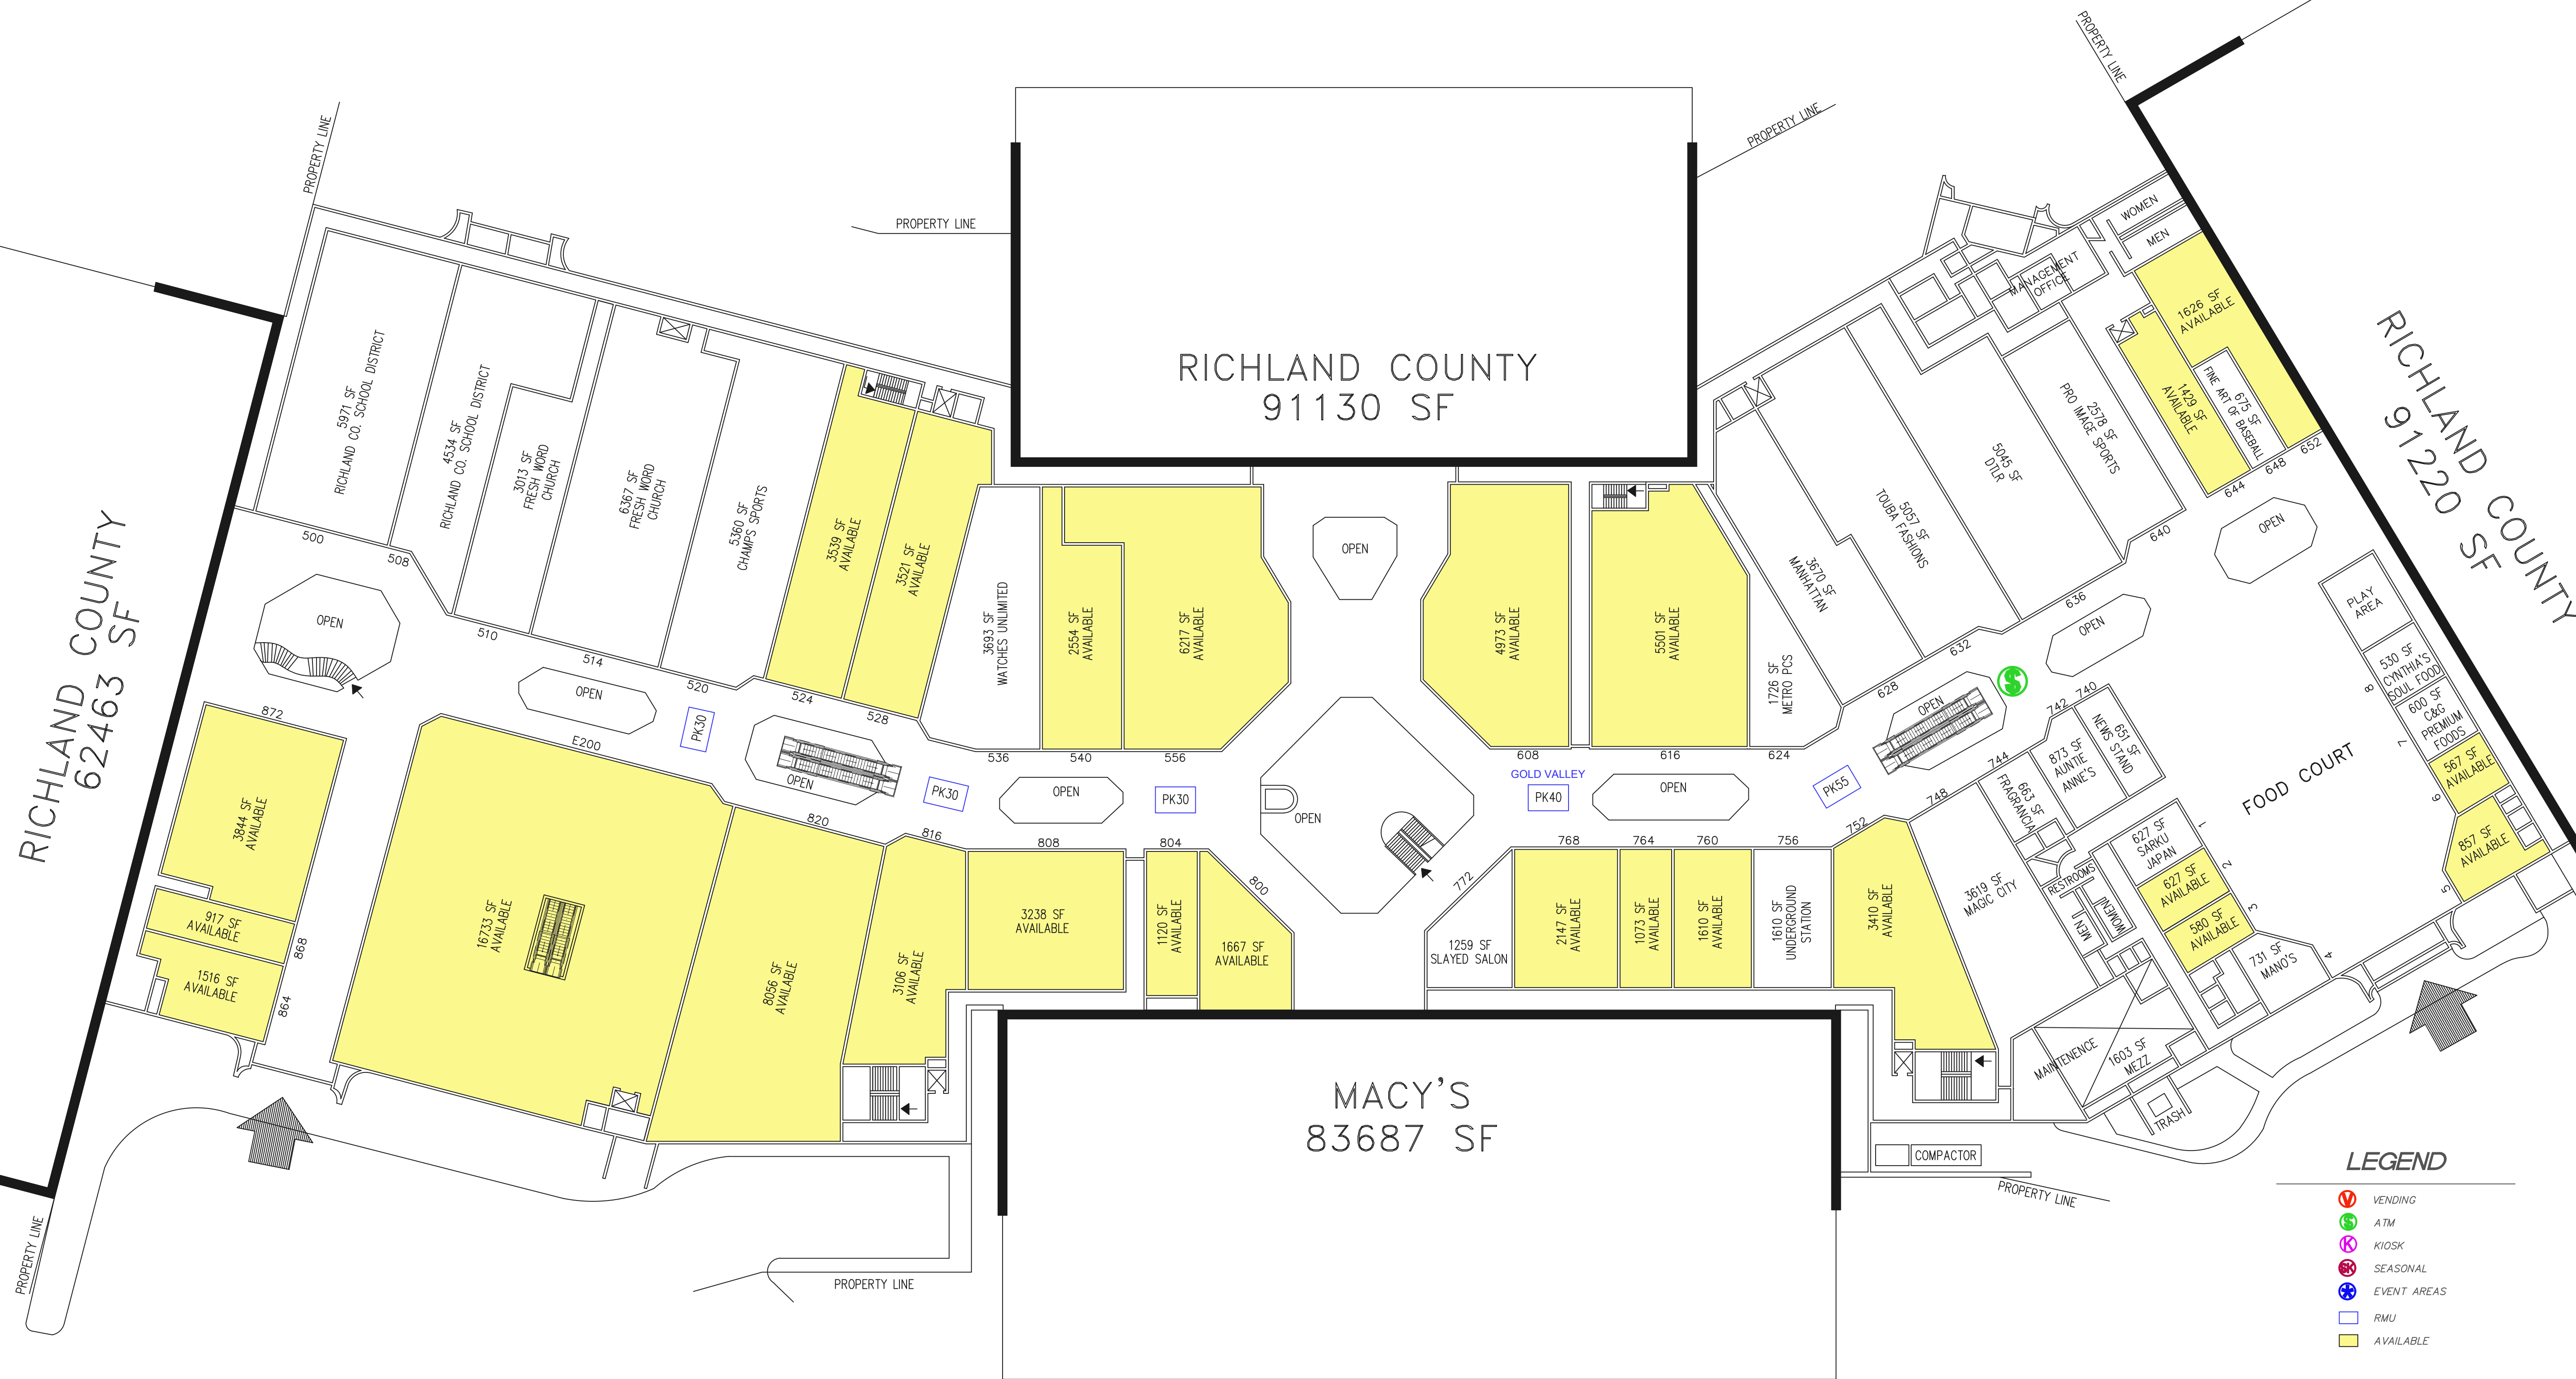 PROPERTY LINE
PROPERTY LINE
PROPERTY LINE
PROPERTY LINE
RICHLAND COUNTY
91130 SF
RICHLAND COUNTY
62463 SF
RICHLAND COUNTY
91220 SF
5971 SF
RICHLAND CO. SCHOOL DISTRICT
4534 SF
RICHLAND CO. SCHOOL DISTRICT
3013 SF
FRESH WORD
CHURCH
6367 SF
FRESH WORD
CHURCH
5360 SF
CHAMPS SPORTS
3539 SF
AVAILABLE
3521 SF
AVAILABLE
3693 SF
WATCHES UNLIMITED
2554 SF
AVAILABLE
6217 SF
AVAILABLE
OPEN
4973 SF
AVAILABLE
5501 SF
AVAILABLE
1726 SF
METRO PCS
3670 SF
MANHATTAN
5057 SF
TOUBA FASHIONS
5045 SF
DTLR
2578 SF
PRO IMAGE SPORTS
MANAGEMENT
OFFICE
WOMEN
MEN
1626 SF
AVAILABLE
1429 SF
AVAILABLE
675 SF
FINE ART OF BASEBALL
500
508
510
514
520
524
528
536
540
556
608
616
624
628
632
636
640
644
648
652
OPEN
OPEN
PK30
OPEN
PK30
OPEN
PK30
OPEN
GOLD VALLEY
PK40
OPEN
PK55
OPEN
OPEN
OPEN
PLAY
AREA
530 SF
CYNTHIA'S
SOUL FOOD
600 SF
C&G
PREMIUM
FOODS
567 SF
AVAILABLE
857 SF
AVAILABLE
8
7
6
5
FOOD COURT
872
E200
820
816
808
804
800
772
768
764
760
756
752
748
744
742
740
3844 SF
AVAILABLE
917 SF
AVAILABLE
1516 SF
AVAILABLE
868
864
16733 SF
AVAILABLE
8056 SF
AVAILABLE
3106 SF
AVAILABLE
3238 SF
AVAILABLE
1120 SF
AVAILABLE
1667 SF
AVAILABLE
1259 SF
SLAYED SALON
2147 SF
AVAILABLE
1073 SF
AVAILABLE
1610 SF
AVAILABLE
1610 SF
UNDERGROUND
STATION
3410 SF
AVAILABLE
3619 SF
MAGIC CITY
663 SF
FRAGRANCIA
873 SF
AUNTIE
ANNE'S
651 SF
NEWS STAND
RESTROOMS
MEN
WOMEN
627 SF
SARKU
JAPAN
627 SF
AVAILABLE
580 SF
AVAILABLE
731 SF
MANO'S
1
2
3
4
MAINTENENCE
1603 SF
MEZZ
TRASH
COMPACTOR
MACY'S
83687 SF
PROPERTY LINE
PROPERTY LINE
PROPERTY LINE
LEGEND
V VENDING
$ ATM
K KIOSK
SK SEASONAL
* EVENT AREAS
RMU
AVAILABLE